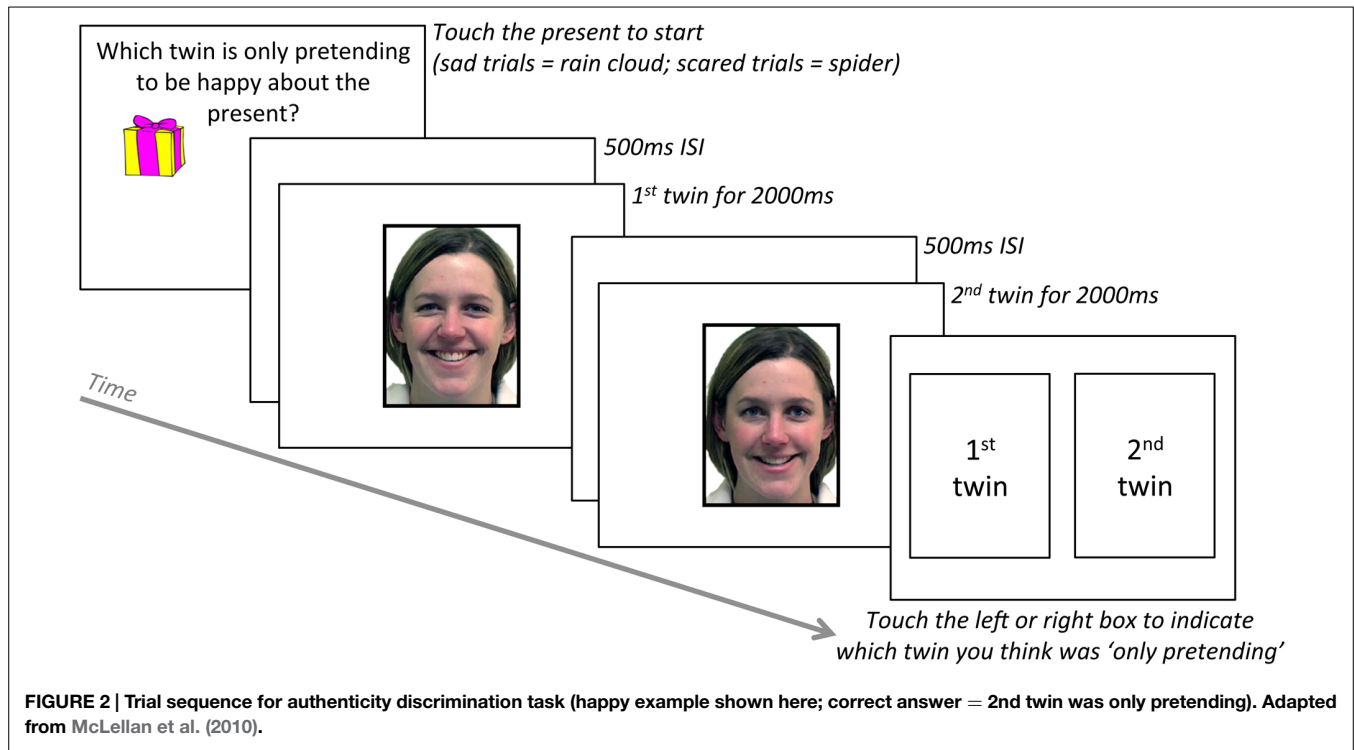 Which twin is only pretending
to be happy about the
present?
Touch the present to start
(sad trials = rain cloud; scared trials = spider)
500ms ISI
1st twin for 2000ms
500ms ISI
2nd twin for 2000ms
Time
1st
twin
2nd
twin
Touch the left or right box to indicate
which twin you think was ‘only pretending’
FIGURE 2 | Trial sequence for authenticity discrimination task (happy example shown here; correct answer = 2nd twin was only pretending). Adapted
from McLellan et al. (2010).